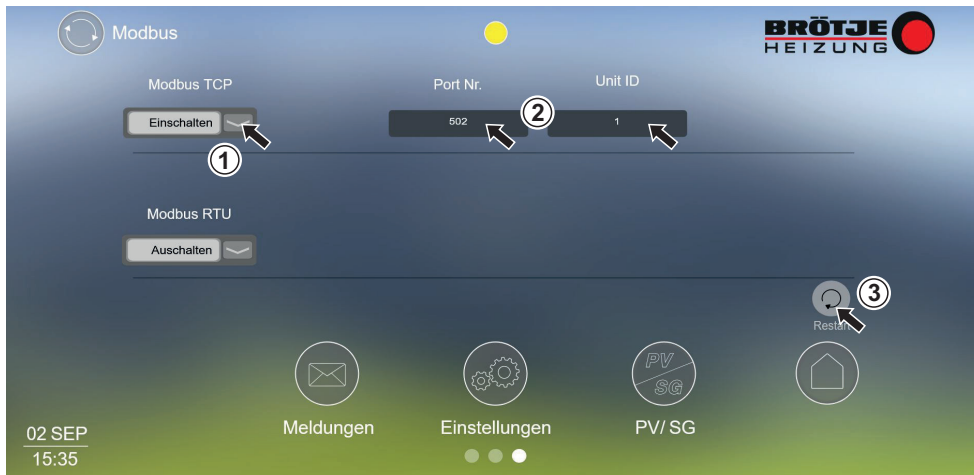 Modbus
BRÖTJE
HEIZUNG
Modbus TCP
Port Nr.
Unit ID
Einschalten
502
1
1
2
Modbus RTU
Auschalten
3
Restart
PV
SG
Meldungen
Einstellungen
PV/ SG
02 SEP
15:35